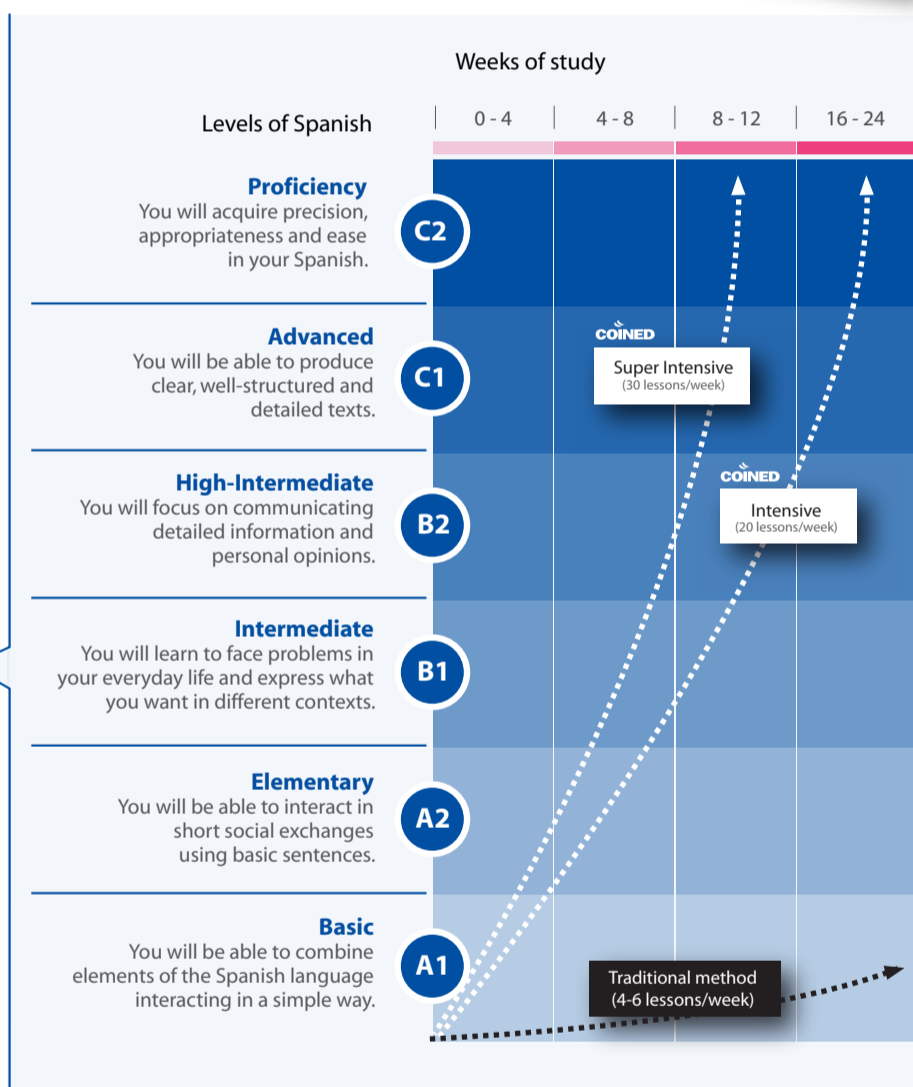 Weeks of study
Levels of Spanish
0 - 4
4 - 8
8 - 12
16 - 24
Proficiency
You will acquire precision,
appropriateness and ease
in your Spanish.
C2
Advanced
You will be able to produce
clear, well-structured and
detailed texts.
C1
COINED
Super Intensive
(30 lessons/week)
High-Intermediate
You will focus on communicating
detailed information and
personal opinions.
B2
COINED
Intensive
(20 lessons/week)
Intermediate
You will learn to face problems in
your everyday life and express what
you want in different contexts.
B1
Elementary
You will be able to interact in
short social exchanges
using basic sentences.
A2
Basic
You will be able to combine
elements of the Spanish language
interacting in a simple way.
A1
Traditional method
(4-6 lessons/week)